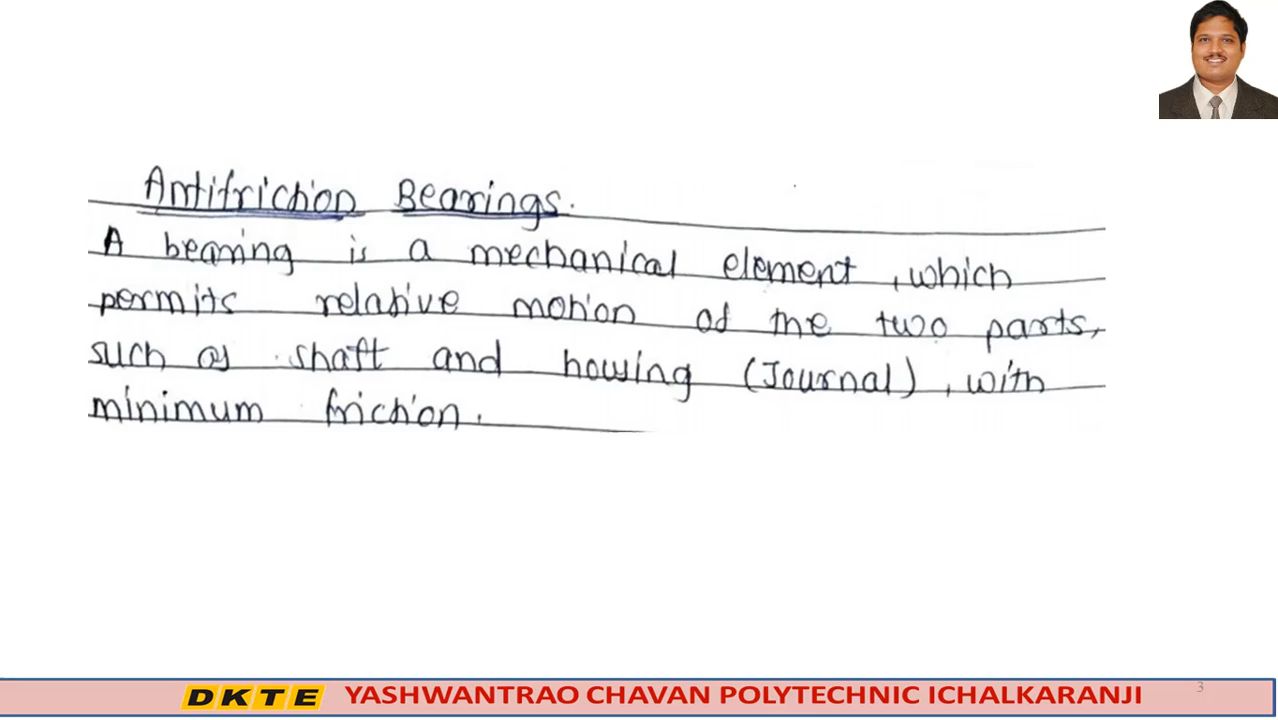 Antifriction Bearings.
A bearing is a mechanical element, which
permits relative motion of the two parts,
such as shaft and housing (Journal), with
minimum friction.
DKTE YASHWANTRAO CHAVAN POLYTECHNIC ICHALKARANJI 3